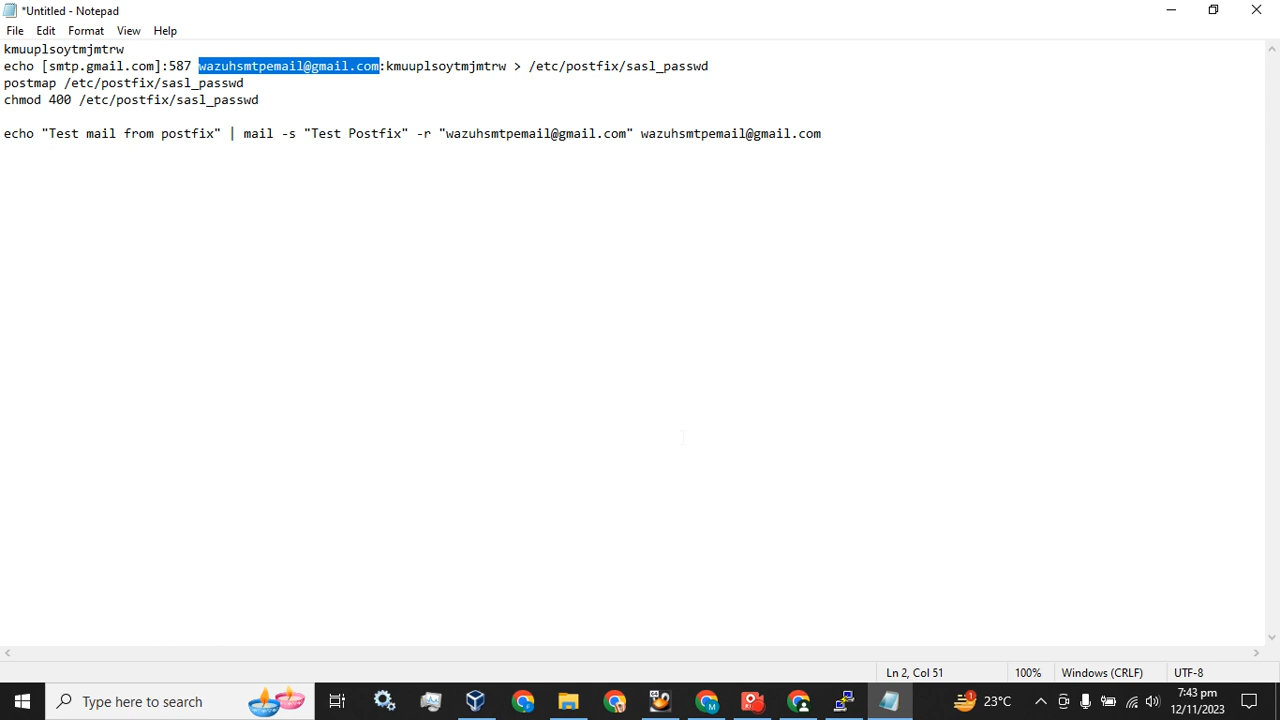 *Untitled - Notepad
File Edit Format View Help
kmuuplsoytmjmtrw
echo [smtp.gmail.com]:587 wazuhsmtpemail@gmail.com:kmuuplsoytmjmtrw > /etc/postfix/sasl_passwd
postmap /etc/postfix/sasl_passwd
chmod 400 /etc/postfix/sasl_passwd
echo "Test mail from postfix" | mail -s "Test Postfix" -r "wazuhsmtpemail@gmail.com" wazuhsmtpemail@gmail.com
Ln 2, Col 51 100% Windows (CRLF) UTF-8
Type here to search 1 M 23°C 7:43 pm
12/11/2023